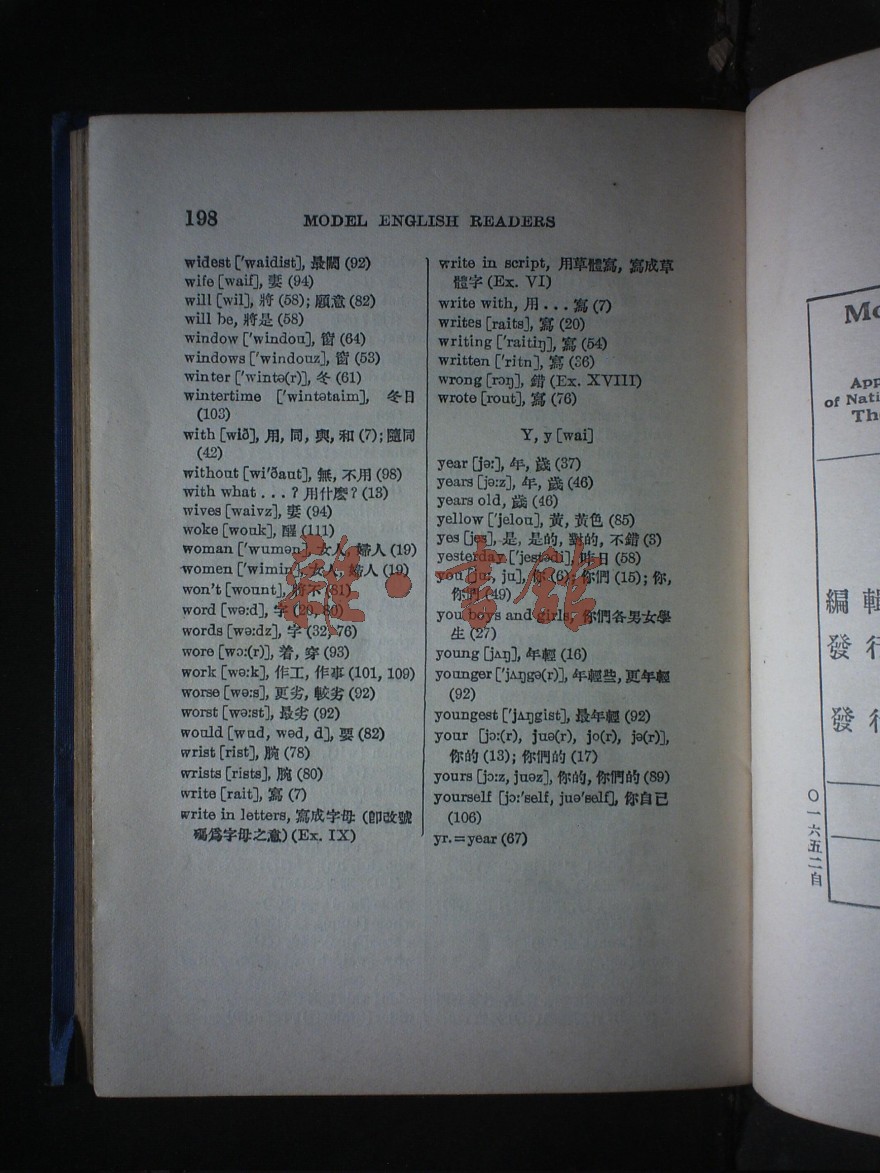 198 MODEL ENGLISH READERS
widest ['waidist], 最闊 (92)
wife [waif], 妻 (94)
will [wil], 將 (58); 願意 (82)
will be, 將是 (58)
window ['windou], 窗 (64)
windows ['windouz], 窗 (53)
winter ['wintə(r)], 冬 (61)
wintertime ['wintətaim], 冬日
(103)
with [wið], 用, 同, 與, 和 (7); 隨同
(42)
without [wi'ðaut], 無, 不用 (98)
with what . . . ? 用什麼? (13)
wives [waivz], 妻 (94)
woke [wouk], 醒 (111)
woman ['wumən], 女人, 婦人 (19)
women ['wimin], 女人, 婦人 (19)
won't [wount], 將不 (81)
word [wə:d], 字 (20, 80)
words [wə:dz], 字 (32, 76)
wore [wɔ:(r)], 着, 穿 (93)
work [wə:k], 作工, 作事 (101, 109)
worse [wə:s], 更劣, 較劣 (92)
worst [wə:st], 最劣 (92)
would [wud, wəd, d], 要 (82)
wrist [rist], 腕 (78)
wrists [rists], 腕 (80)
write [rait], 寫 (7)
write in letters, 寫成字母 (卽改號
碼爲字母之意) (Ex. IX)
write in script, 用草體寫, 寫成草
體字 (Ex. VI)
write with, 用 . . . 寫 (7)
writes [raits], 寫 (20)
writing ['raitiŋ], 寫 (54)
written ['ritn], 寫 (36)
wrong [rɔŋ], 錯 (Ex. XVIII)
wrote [rout], 寫 (76)
Y, y [wai]
year [jə:], 年, 歲 (37)
years [jə:z], 年, 歲 (46)
years old, 歲 (46)
yellow ['jelou], 黃, 黃色 (85)
yes [jes], 是, 是的, 對的, 不錯 (3)
yesterday ['jestədi], 昨日 (58)
you [ju:, ju], 你 (6); 你們 (15); 你,
你們 (49)
you boys and girls, 你們各男女學
生 (27)
young [jʌŋ], 年輕 (16)
younger ['jʌŋgə(r)], 年輕些, 更年輕
(92)
youngest ['jʌŋgist], 最年輕 (92)
your [jɔ:(r), juə(r), jo(r), jə(r)],
你的 (13); 你們的 (17)
yours [jɔ:z, juəz], 你的, 你們的 (89)
yourself [jɔ:'self, juə'self], 你自己
(106)
yr. = year (67)
雜·書館
Mo
App
of Nati
The
編輯
發行
發行
〇一六五二自